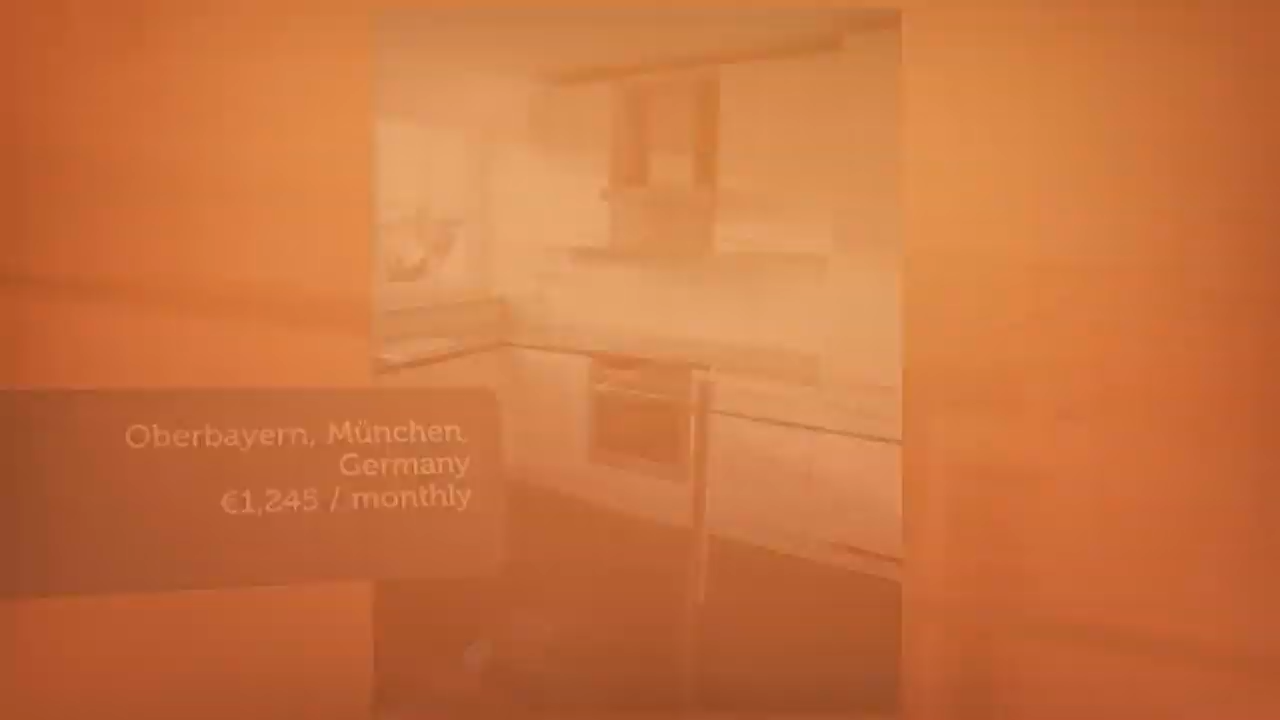 Oberbayern, München,
Germany
€1,245 / monthly